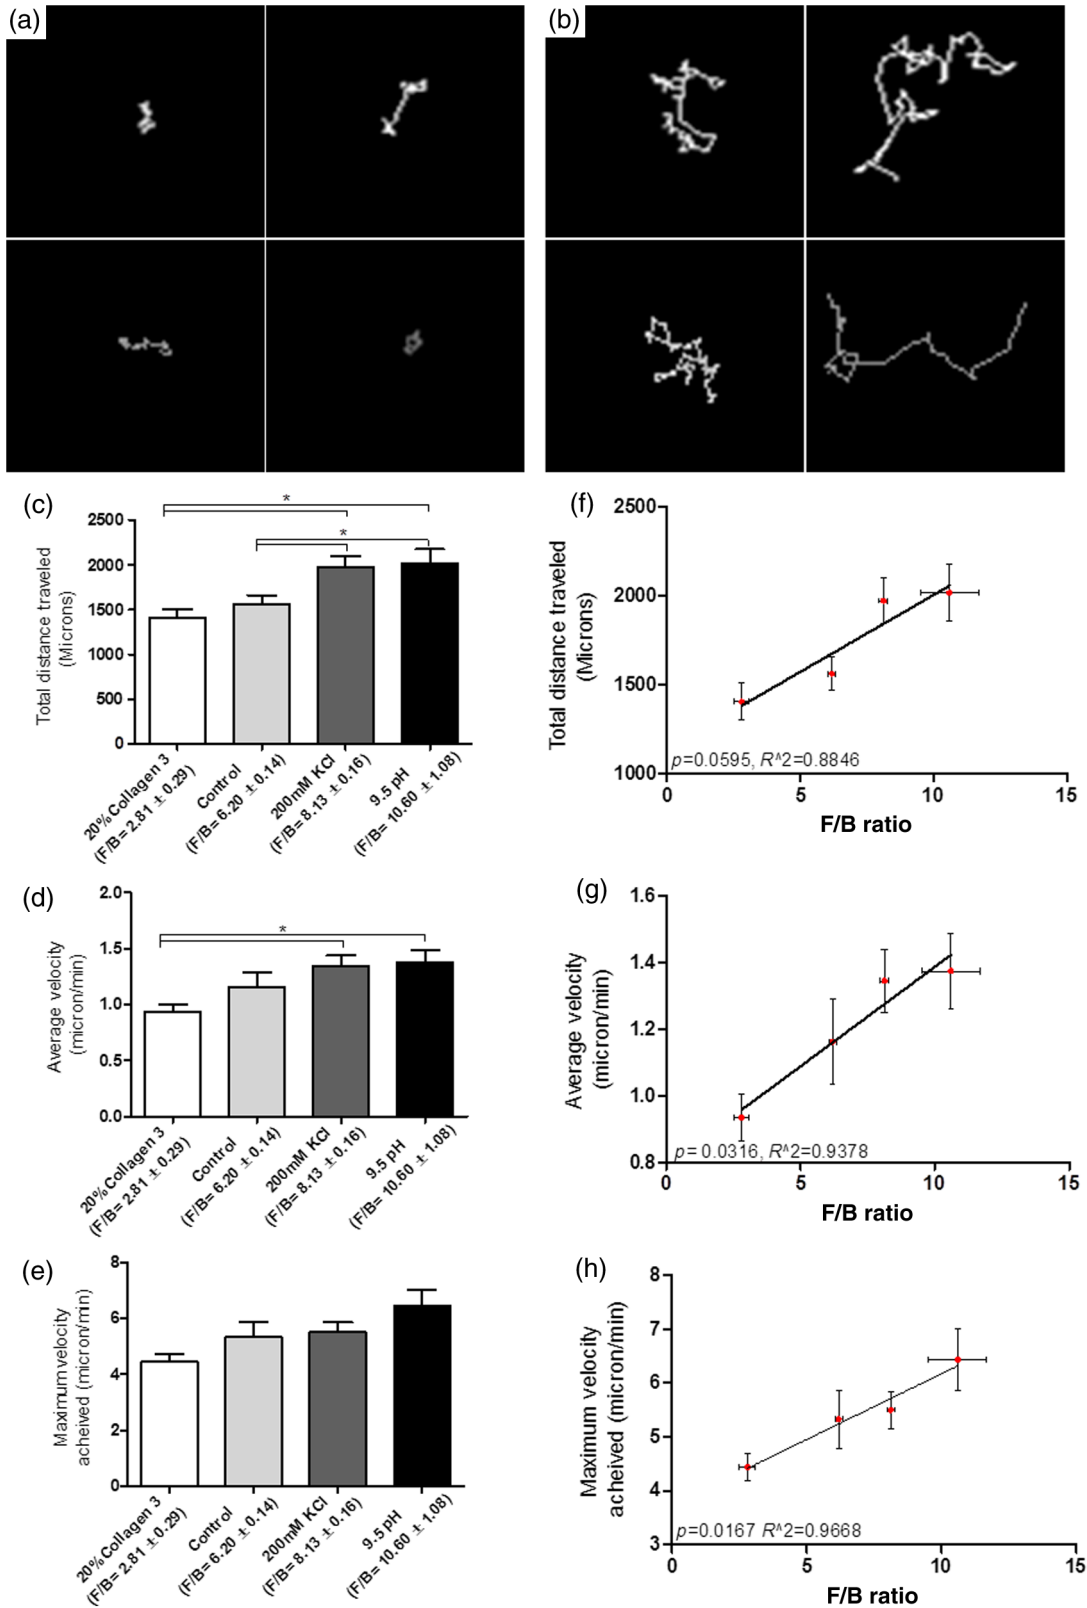 (a)
(b)
(c)
Total distance traveled
(Microns)
2500
2000
1500
1000
500
0
*
*
20% Collagen 3
(F/B= 2.81 ± 0.29)
Control
(F/B= 6.20 ± 0.14)
200mM KCl
(F/B= 8.13 ± 0.16)
9.5 pH
(F/B= 10.60 ± 1.08)
(f)
Total distance traveled
(Microns)
2500
2000
1500
1000
p=0.0595, R^2=0.8846
0
5
10
15
F/B ratio
(d)
Average velocity
(micron/min)
2.0
1.5
1.0
0.5
0.0
*
20% Collagen 3
(F/B= 2.81 ± 0.29)
Control
(F/B= 6.20 ± 0.14)
200mM KCl
(F/B= 8.13 ± 0.16)
9.5 pH
(F/B= 10.60 ± 1.08)
(g)
Average velocity
(micron/min)
1.6
1.4
1.2
1.0
0.8
p= 0.0316, R^2=0.9378
0
5
10
15
F/B ratio
(e)
Maximum velocity
acheived (micron/min)
8
6
4
2
0
20% Collagen 3
(F/B= 2.81 ± 0.29)
Control
(F/B= 6.20 ± 0.14)
200mM KCl
(F/B= 8.13 ± 0.16)
9.5 pH
(F/B= 10.60 ± 1.08)
(h)
Maximum velocity
acheived (micron/min)
8
7
6
5
4
3
p=0.0167 R^2=0.9668
0
5
10
15
F/B ratio